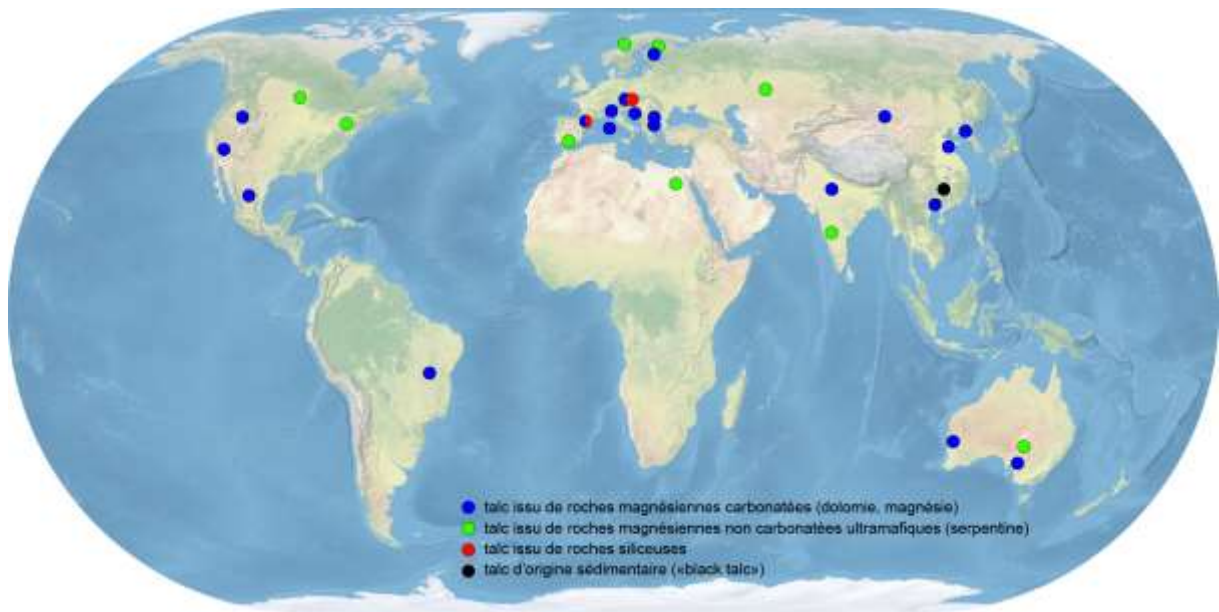 talc issu de roches magnésiennes carbonatées (dolomie, magnésie)
talc issu de roches magnésiennes non carbonatées ultramafiques (serpentine)
talc issu de roches siliceuses
talc d'origine sédimentaire («black talc»)